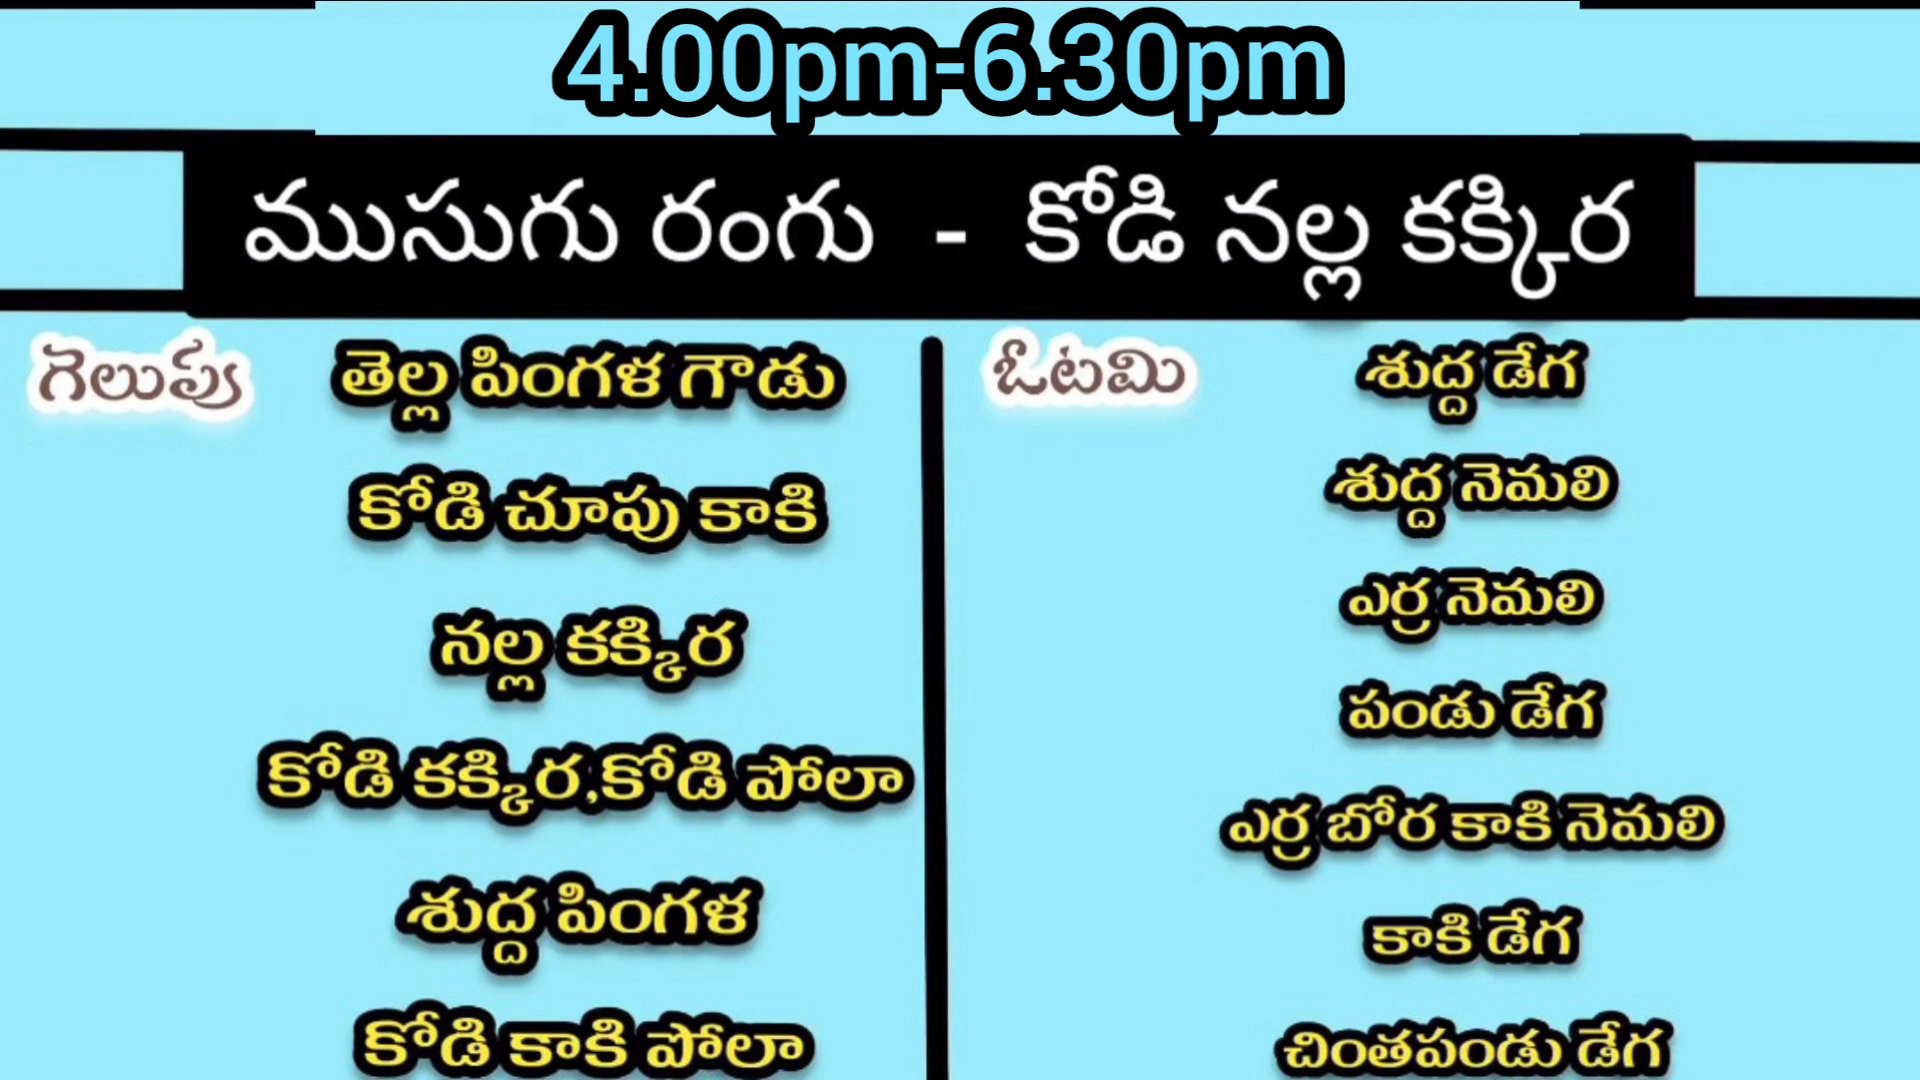 4.00pm-6.30pm
ముసుగు రంగు - కోడి నల్ల కక్కిర
గెలుపు
తెల్ల పింగళ గౌడు
కోడి చూపు కాకి
నల్ల కక్కిర
కోడి కక్కిర,కోడి పోలా
శుద్ధ పింగళ
కోడి కాకి పోలా
ఓటమి
శుద్ధ డేగ
శుద్ధ నెమలి
ఎర్ర నెమలి
పండు డేగ
ఎర్ర బోర కాకి నెమలి
కాకి డేగ
చింతపండు డేగ